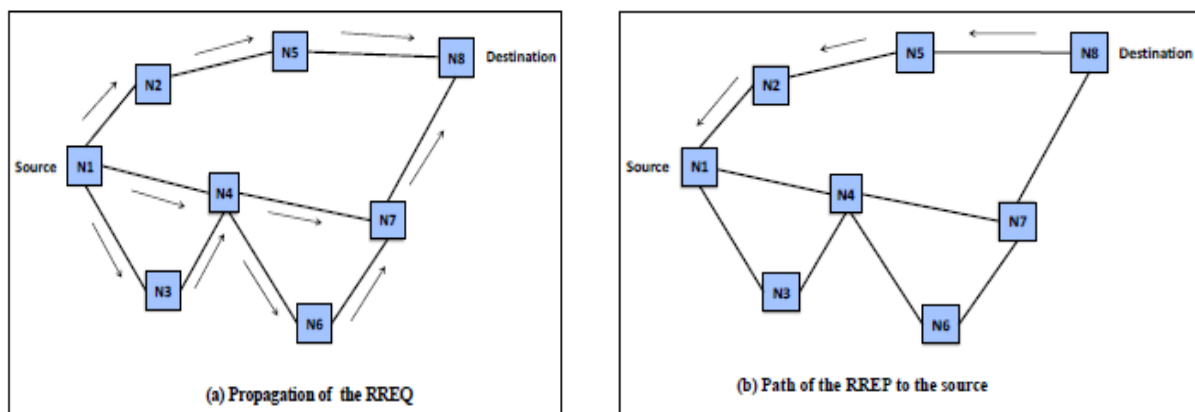 N5
N8
Destination
N2
Source
N1
N4
N7
N3
N6
(a) Propagation of the RREQ
N5
N8
Destination
N2
Source
N1
N4
N7
N3
N6
(b) Path of the RREP to the source